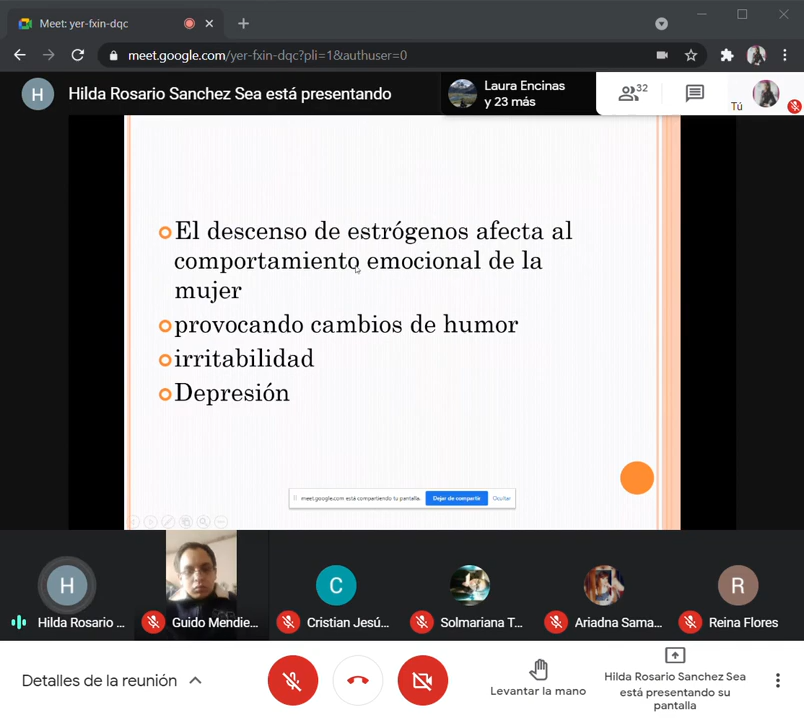 Meet: yer-fxin-dqc
meet.google.com/yer-fxin-dqc?pli=1&authuser=0
H
Hilda Rosario Sanchez Sea está presentando
Laura Encinas
y 23 más
32
Tú
El descenso de estrógenos afecta al
comportamiento emocional de la
mujer
provocando cambios de humor
irritabilidad
Depresión
meet.google.com está compartiendo tu pantalla.
Dejar de compartir
Ocultar
H
C
R
Hilda Rosario ...
Guido Mendie...
Cristian Jesú...
Solmariana T...
Ariadna Sama...
Reina Flores
Detalles de la reunión
Levantar la mano
Hilda Rosario Sanchez Sea
está presentando su
pantalla